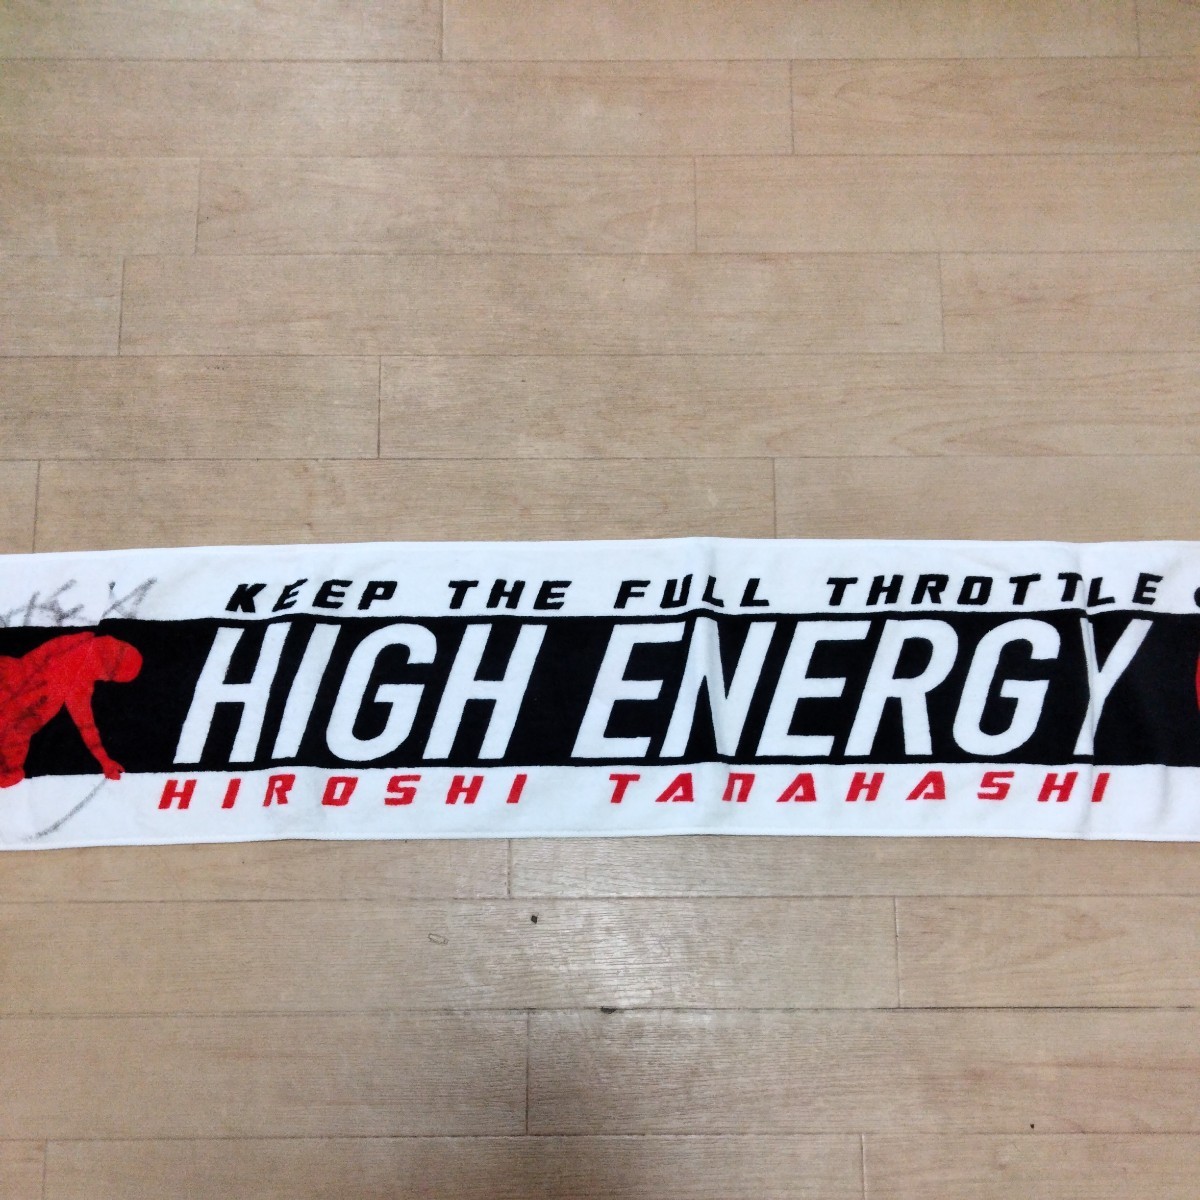 KEEP THE FULL THROTTLE
HIGH ENERGY
HIROSHI TANAHASHI